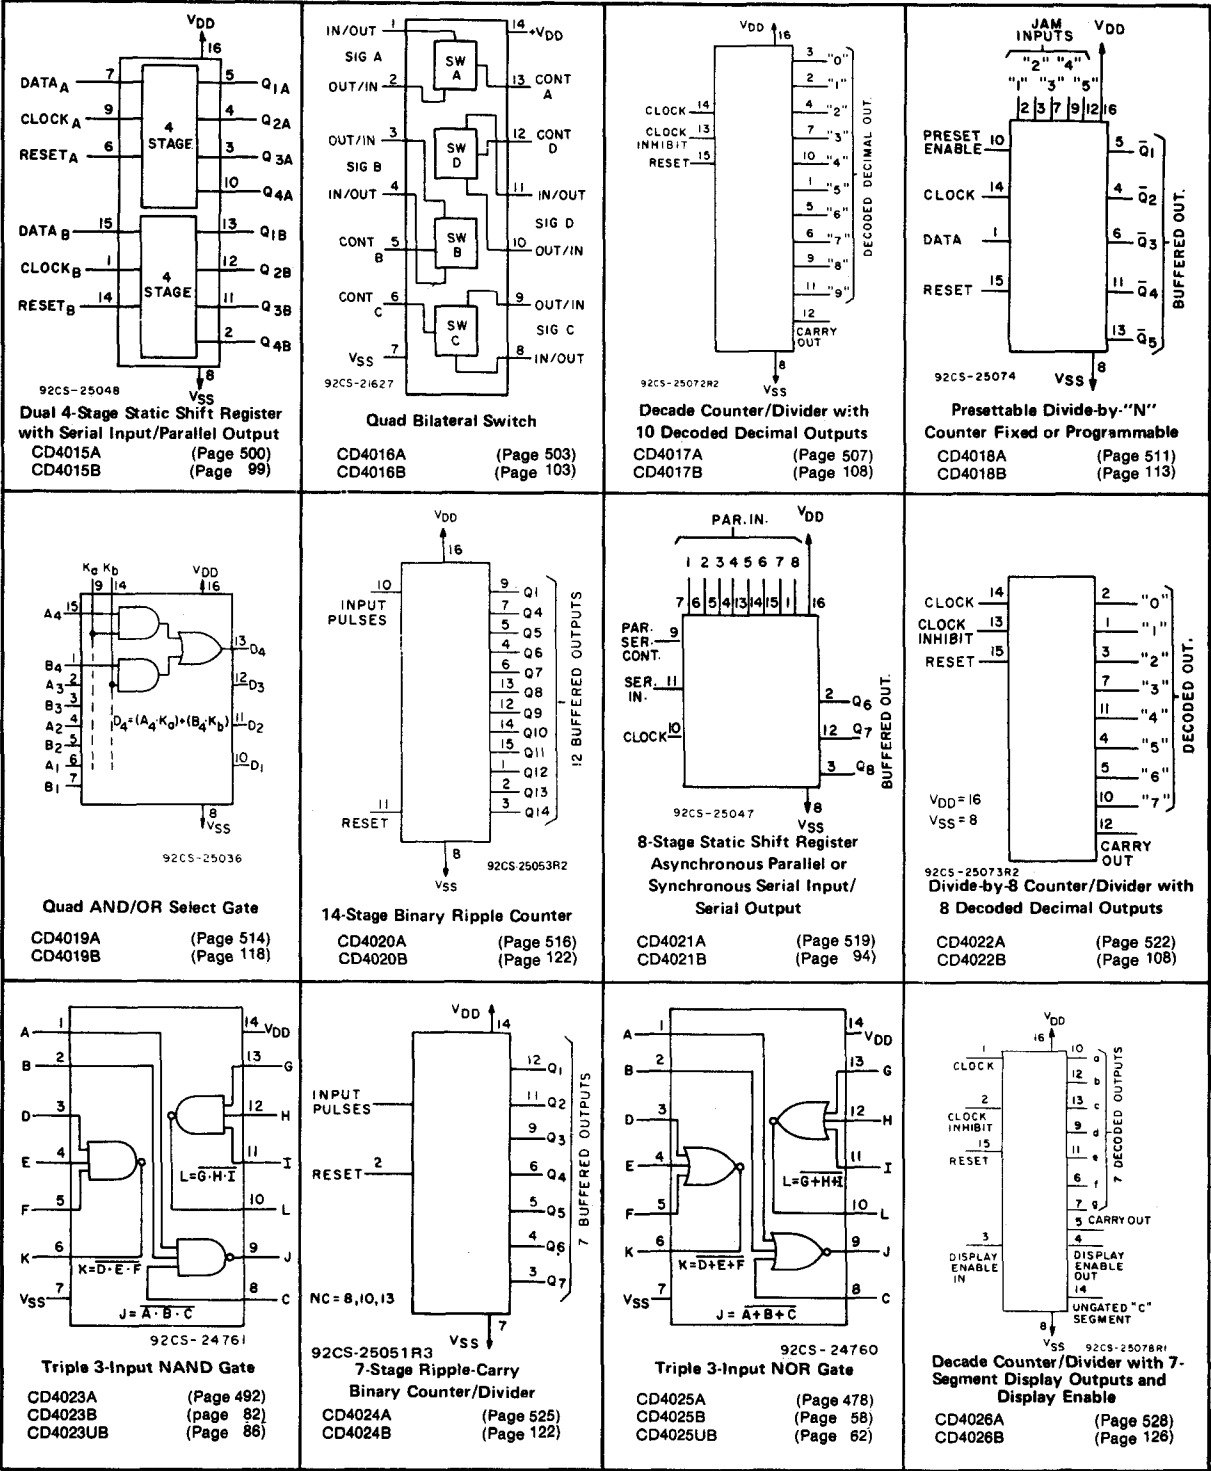 VDD
16
DATAA 7 5 Q1A
CLOCKA 9 4 Q2A
RESETA 6 3 Q3A
4 STAGE
10 Q4A
DATAB 15 13 Q1B
CLOCKB 1 12 Q2B
RESETB 14 11 Q3B
4 STAGE
2 Q4B
8
VSS
92CS-25048
Dual 4-Stage Static Shift Register
with Serial Input/Parallel Output
CD4015A (Page 500)
CD4015B (Page 99)
IN/OUT 1 14 +VDD
SIG A
SW A
OUT/IN 2 13 CONT A
OUT/IN 3 12 CONT D
SW D
SIG B
IN/OUT 4 11 IN/OUT
SIG D
CONT B 5 10 OUT/IN
SW B
CONT C 6 9 OUT/IN
SW C
SIG C
VSS 7 8 IN/OUT
92CS-21627
Quad Bilateral Switch
CD4016A (Page 503)
CD4016B (Page 103)
VDD
16
3 "0"
2 "1"
CLOCK 14 4 "2"
CLOCK INHIBIT 13 7 "3"
RESET 15 10 "4"
1 "5"
5 "6"
6 "7"
9 "8"
11 "9"
DECODED DECIMAL OUT.
12
CARRY OUT
8
VSS
92CS-25072R2
Decade Counter/Divider with
10 Decoded Decimal Outputs
CD4017A (Page 507)
CD4017B (Page 108)
JAM INPUTS
VDD
"2" "4"
"1" "3" "5"
2 3 7 9 12 16
PRESET ENABLE 10 5 Q̅1
CLOCK 14 4 Q̅2
DATA 1 6 Q̅3
RESET 15 11 Q̅4
13 Q̅5
BUFFERED OUT.
VSS 8
92CS-25074
Presettable Divide-by-"N"
Counter Fixed or Programmable
CD4018A (Page 511)
CD4018B (Page 113)
Ka Kb
9 14
VDD
16
A4 15
13 D4
B4 1
A3 2
12 D3
B3 3
A2 4
D4=(A4·Ka)+(B4·Kb)
11 D2
B2 5
A1 6
10 D1
B1 7
8
VSS
92CS-25036
Quad AND/OR Select Gate
CD4019A (Page 514)
CD4019B (Page 118)
VDD
16
INPUT PULSES 10
9 Q1
7 Q4
5 Q5
4 Q6
6 Q7
13 Q8
12 Q9
14 Q10
15 Q11
1 Q12
2 Q13
3 Q14
12 BUFFERED OUTPUTS
RESET 11
8
VSS
92CS-25053R2
14-Stage Binary Ripple Counter
CD4020A (Page 516)
CD4020B (Page 122)
PAR. IN.
VDD
1 2 3 4 5 6 7 8
7 6 5 4 13 14 15 1 16
PAR. SER. CONT. 9
SER. IN. 11
2 Q6
CLOCK 10
12 Q7
3 Q8
BUFFERED OUT.
8
VSS
92CS-25047
8-Stage Static Shift Register
Asynchronous Parallel or
Synchronous Serial Input/
Serial Output
CD4021A (Page 519)
CD4021B (Page 94)
CLOCK 14 2 "0"
CLOCK INHIBIT 13 1 "1"
RESET 15 3 "2"
7 "3"
11 "4"
4 "5"
5 "6"
10 "7"
DECODED OUT.
VDD=16
VSS=8
12
CARRY OUT
92CS-25073R2
Divide-by-8 Counter/Divider with
8 Decoded Decimal Outputs
CD4022A (Page 522)
CD4022B (Page 108)
A 1 14 VDD
B 2 13 G
D 3 12 H
E 4 11 I
L=G·H·I
F 5 10 L
K 6 9 J
K=D·E·F
VSS 7 8 C
J=A·B·C
92CS-24761
Triple 3-Input NAND Gate
CD4023A (Page 492)
CD4023B (page 82)
CD4023UB (Page 86)
VDD
14
INPUT PULSES
12 Q1
11 Q2
9 Q3
RESET 2
6 Q4
5 Q5
4 Q6
3 Q7
7 BUFFERED OUTPUTS
NC=8,10,13
7
VSS
92CS-25051R3
7-Stage Ripple-Carry
Binary Counter/Divider
CD4024A (Page 525)
CD4024B (Page 122)
A 1 14 VDD
B 2 13 G
D 3 12 H
E 4 11 I
L=G+H+I
F 5 10 L
K 6 9 J
K=D+E+F
VSS 7 8 C
J=A+B+C
92CS-24760
Triple 3-Input NOR Gate
CD4025A (Page 478)
CD4025B (Page 58)
CD4025UB (Page 62)
VDD
16
1 CLOCK
10 a
12 b
2 CLOCK INHIBIT
13 c
9 d
15 RESET
11 e
6 f
7 g
7 DECODED OUTPUTS
5 CARRY OUT
3 DISPLAY ENABLE IN
4 DISPLAY ENABLE OUT
14 UNGATED "C" SEGMENT
8
VSS
92CS-25078R1
Decade Counter/Divider with 7-
Segment Display Outputs and
Display Enable
CD4026A (Page 528)
CD4026B (Page 126)